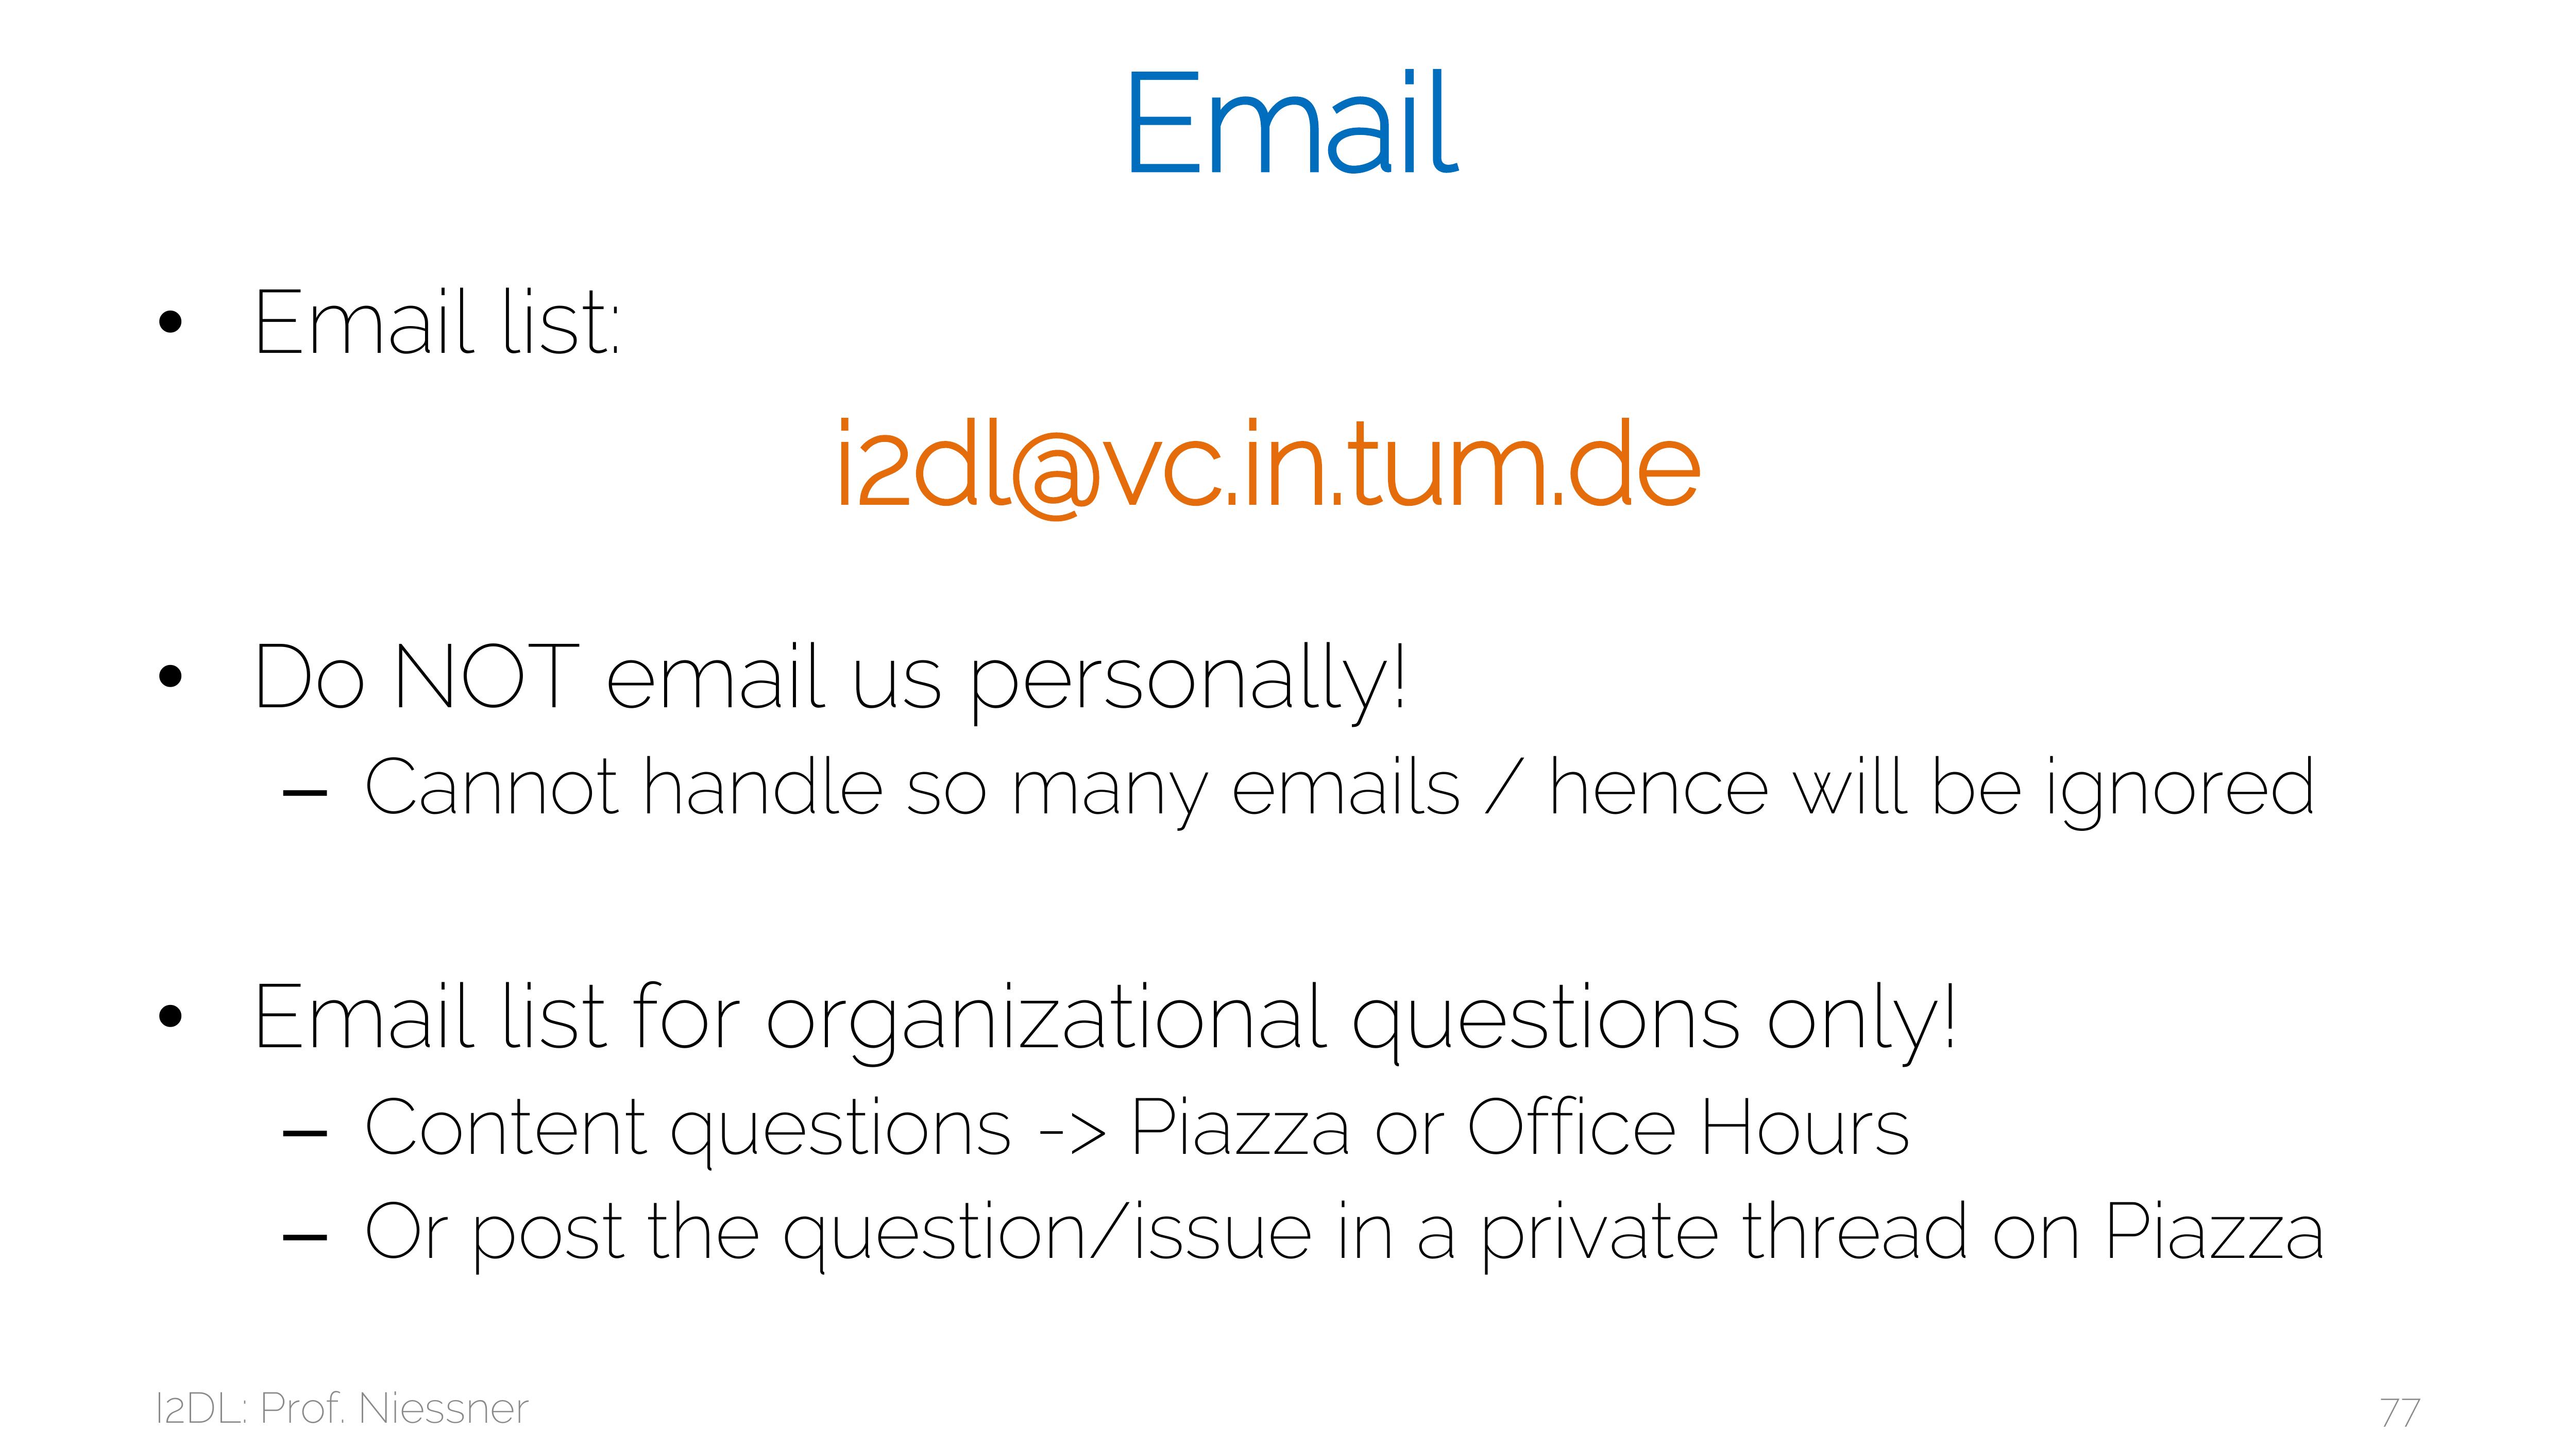 Email
• Email list:
i2dl@vc.in.tum.de
• Do NOT email us personally!
– Cannot handle so many emails / hence will be ignored
• Email list for organizational questions only!
– Content questions -> Piazza or Office Hours
– Or post the question/issue in a private thread on Piazza
I2DL: Prof. Niessner
77